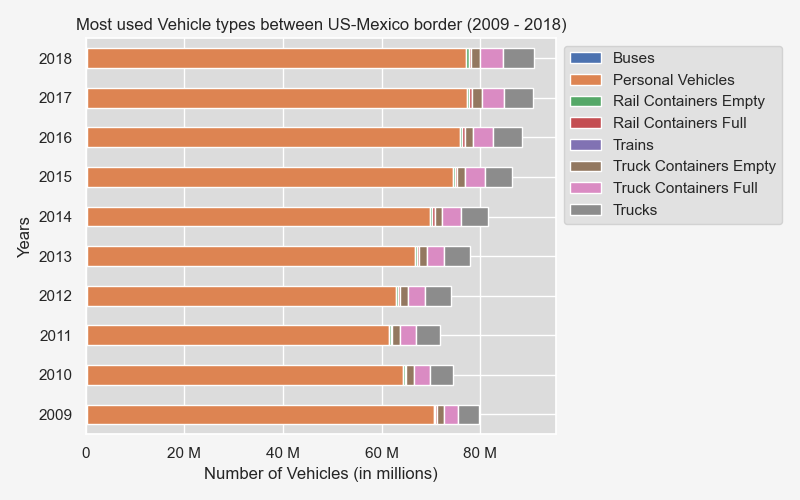 Most used Vehicle types between US-Mexico border (2009 - 2018)
2018
2017
2016
2015
2014
2013
2012
2011
2010
2009
Years
0 20 M 40 M 60 M 80 M
Number of Vehicles (in millions)
Buses
Personal Vehicles
Rail Containers Empty
Rail Containers Full
Trains
Truck Containers Empty
Truck Containers Full
Trucks